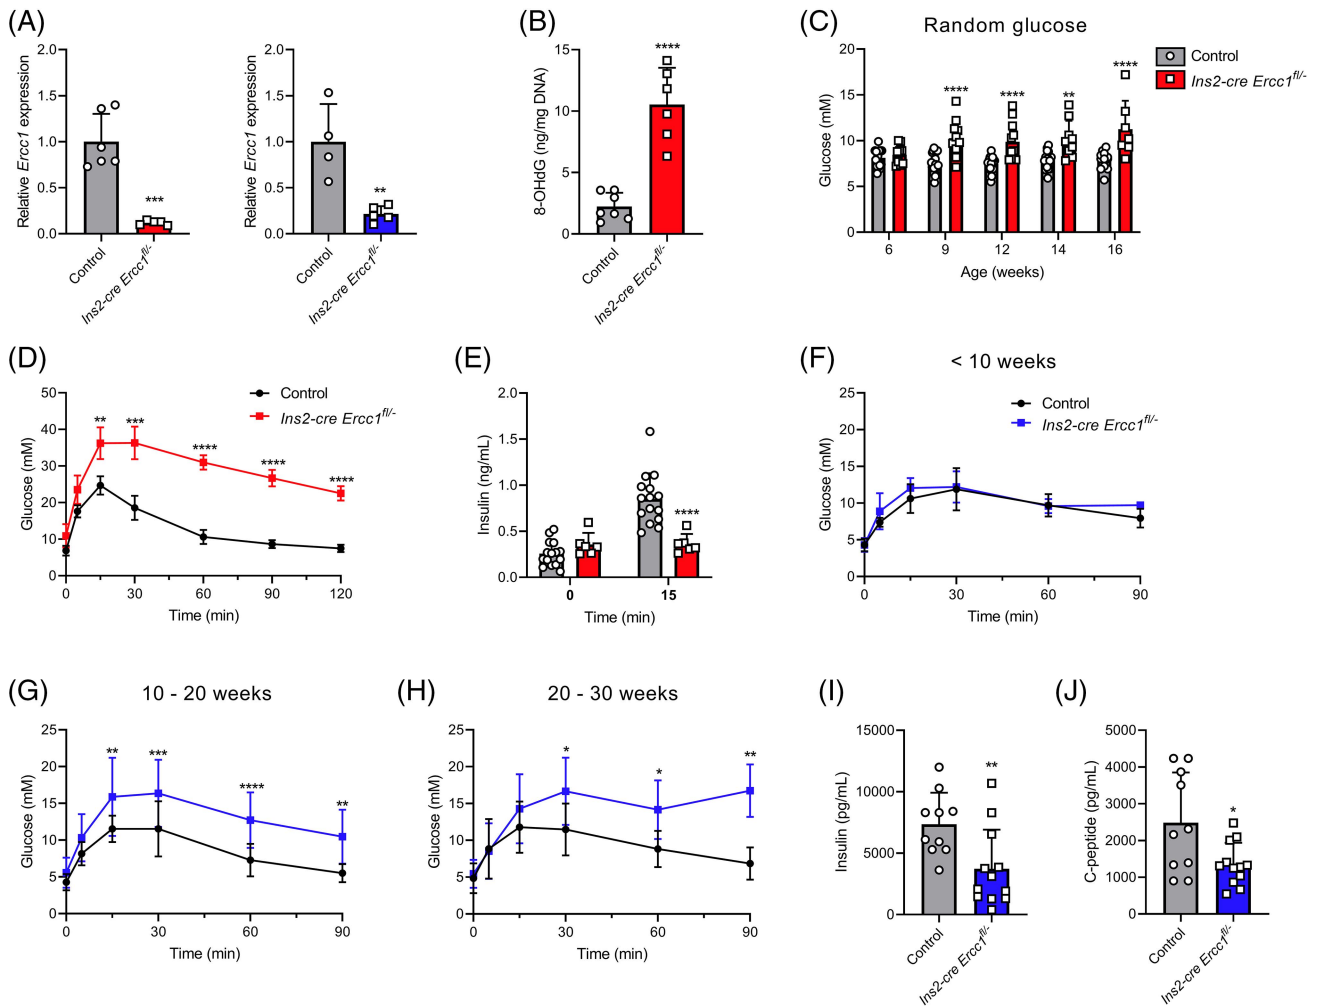 (A)
2.0
1.5
1.0
0.5
0.0
Relative Ercc1 expression
***
Control
Ins2-cre Ercc1fl/-
2.0
1.5
1.0
0.5
0.0
Relative Ercc1 expression
**
Control
Ins2-cre Ercc1fl/-
(B)
15
10
5
0
8-OHdG (ng/mg DNA)
****
Control
Ins2-cre Ercc1fl/-
(C)
Random glucose
20
15
10
5
0
Glucose (mM)
**** **** ** ****
6 9 12 14 16
Age (weeks)
Control
Ins2-cre Ercc1fl/-
(D)
50
40
30
20
10
0
Glucose (mM)
** *** **** **** ****
Control
Ins2-cre Ercc1fl/-
0 30 60 90 120
Time (min)
(E)
2.0
1.5
1.0
0.5
0.0
Insulin (ng/mL)
****
0 15
Time (min)
(F)
< 10 weeks
25
20
15
10
5
0
Glucose (mM)
Control
Ins2-cre Ercc1fl/-
0 30 60 90
Time (min)
(G)
10 - 20 weeks
25
20
15
10
5
0
Glucose (mM)
** *** **** **
0 30 60 90
Time (min)
(H)
20 - 30 weeks
25
20
15
10
5
0
Glucose (mM)
* * **
0 30 60 90
Time (min)
(I)
15000
10000
5000
0
Insulin (pg/mL)
**
Control
Ins2-cre Ercc1fl/-
(J)
5000
4000
3000
2000
1000
0
C-peptide (pg/mL)
*
Control
Ins2-cre Ercc1fl/-